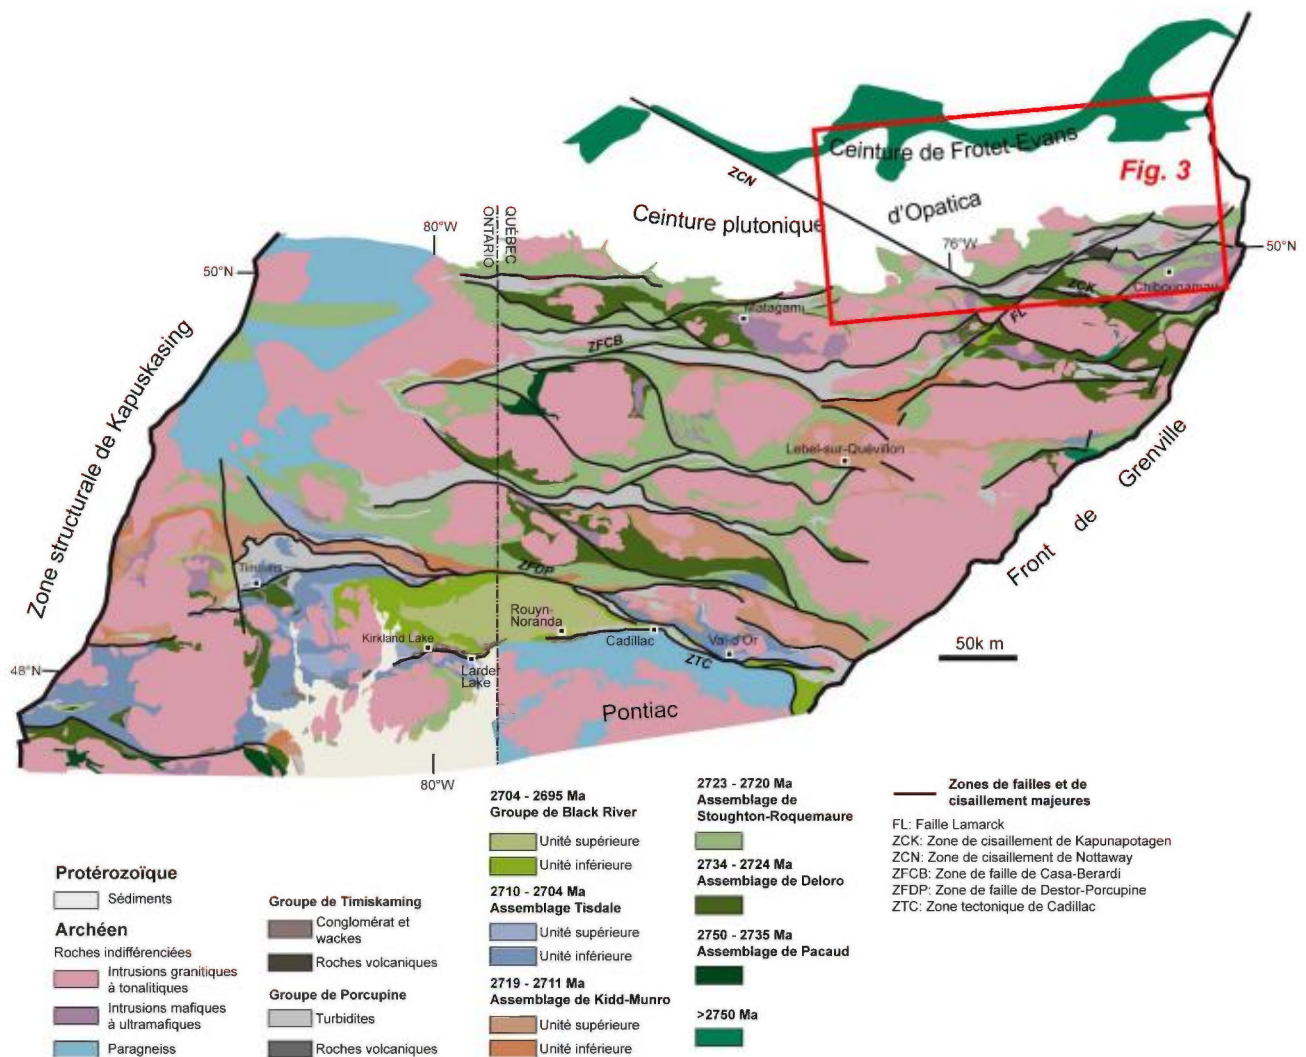 Ceinture de Frotet-Evans
Fig. 3
ZCN
d'Opatica
Ceinture plutonique
80°W
QUÉBEC
ONTARIO
76°W
50°N
50°N
ZCK
Chibougamau
FL
Matagami
ZFCB
Zone structurale de Kapuskasing
Lebel-sur-Quévillon
Front de Grenville
Timmins
ZFDP
Rouyn-
Noranda
Kirkland Lake
Cadillac
Val-d'Or
50k m
48°N
Larder
Lake
ZTC
Pontiac
80°W
Protérozoïque
Sédiments
Archéen
Roches indifférenciées
Intrusions granitiques
à tonalitiques
Intrusions mafiques
à ultramafiques
Paragneiss
Groupe de Timiskaming
Conglomérat et
wackes
Roches volcaniques
Groupe de Porcupine
Turbidites
Roches volcaniques
2704 - 2695 Ma
Groupe de Black River
Unité supérieure
Unité inférieure
2710 - 2704 Ma
Assemblage Tisdale
Unité supérieure
Unité inférieure
2719 - 2711 Ma
Assemblage de Kidd-Munro
Unité supérieure
Unité inférieure
2723 - 2720 Ma
Assemblage de
Stoughton-Roquemaure
2734 - 2724 Ma
Assemblage de Deloro
2750 - 2735 Ma
Assemblage de Pacaud
>2750 Ma
Zones de failles et de
cisaillement majeures
FL: Faille Lamarck
ZCK: Zone de cisaillement de Kapunapotagen
ZCN: Zone de cisaillement de Nottaway
ZFCB: Zone de faille de Casa-Berardi
ZFDP: Zone de faille de Destor-Porcupine
ZTC: Zone tectonique de Cadillac